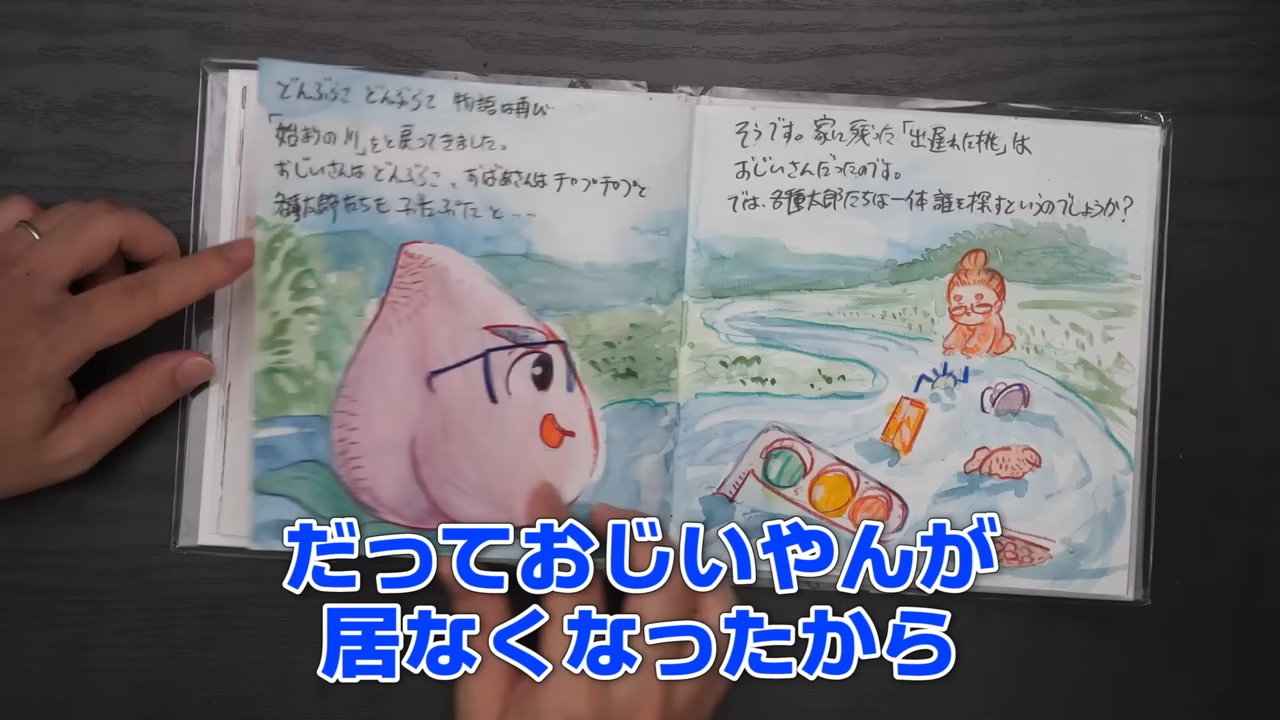 どんぶらこ どんぶらこ 物語は再び
「始まりの川」をと戻ってきました。
おじいさんは どんぶらこ、おばあさんは チャプチャプと
各種太郎たちも ぷかぷかと…
そうです。家に残った「出遅れた桃」は
おじいさんだったのです。
では、各種太郎たちは一体 誰を探すというのでしょうか?
だっておじいやんが
居なくなったから